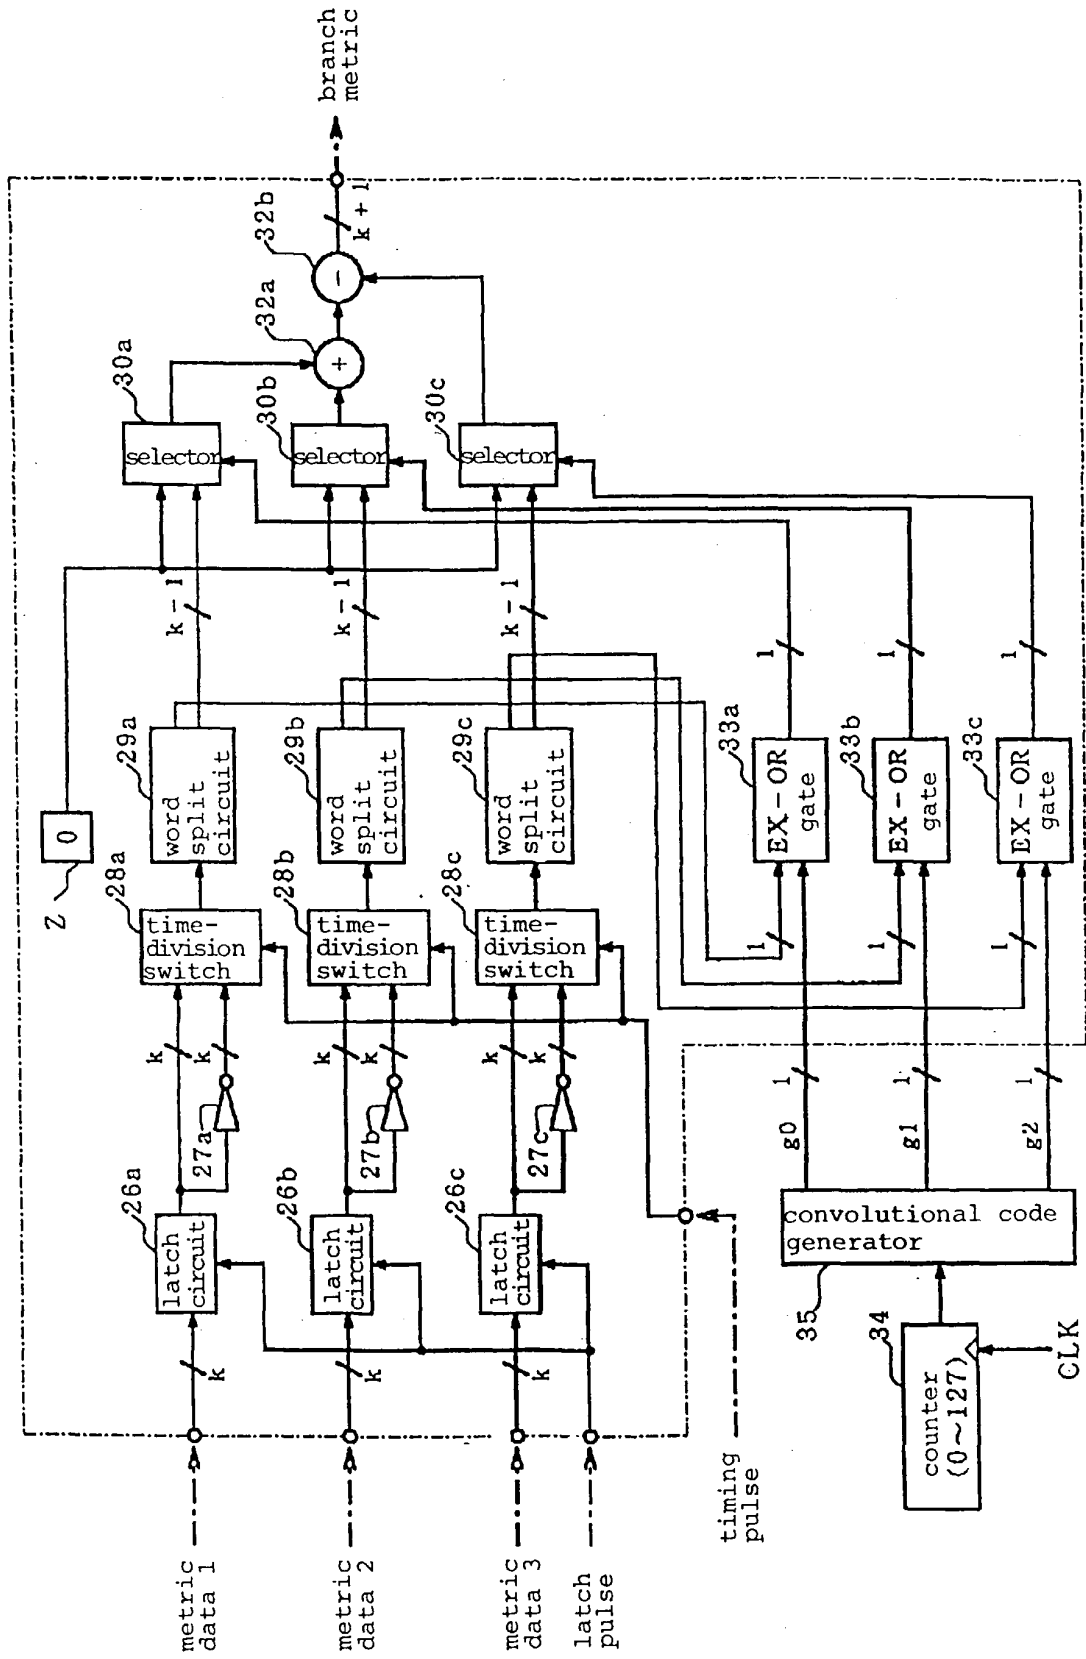 metric
data 1
metric
data 2
metric
data 3
latch
pulse
timing
pulse
k
k
k
26a
latch
circuit
26b
latch
circuit
26c
latch
circuit
27a
27b
27c
k
k
k
k
k
k
28a
time-
division
switch
28b
time-
division
switch
28c
time-
division
switch
Z
0
29a
word
split
circuit
29b
word
split
circuit
29c
word
split
circuit
k - 1
k - 1
k - 1
30a
selector
30b
selector
30c
selector
32a
+
32b
-
k + 1
branch
metric
34
counter
(0~127)
CLK
35
convolutional code
generator
g0
g1
g2
1
1
1
1
1
1
33a
EX-OR
gate
33b
EX-OR
gate
33c
EX-OR
gate
1
1
1